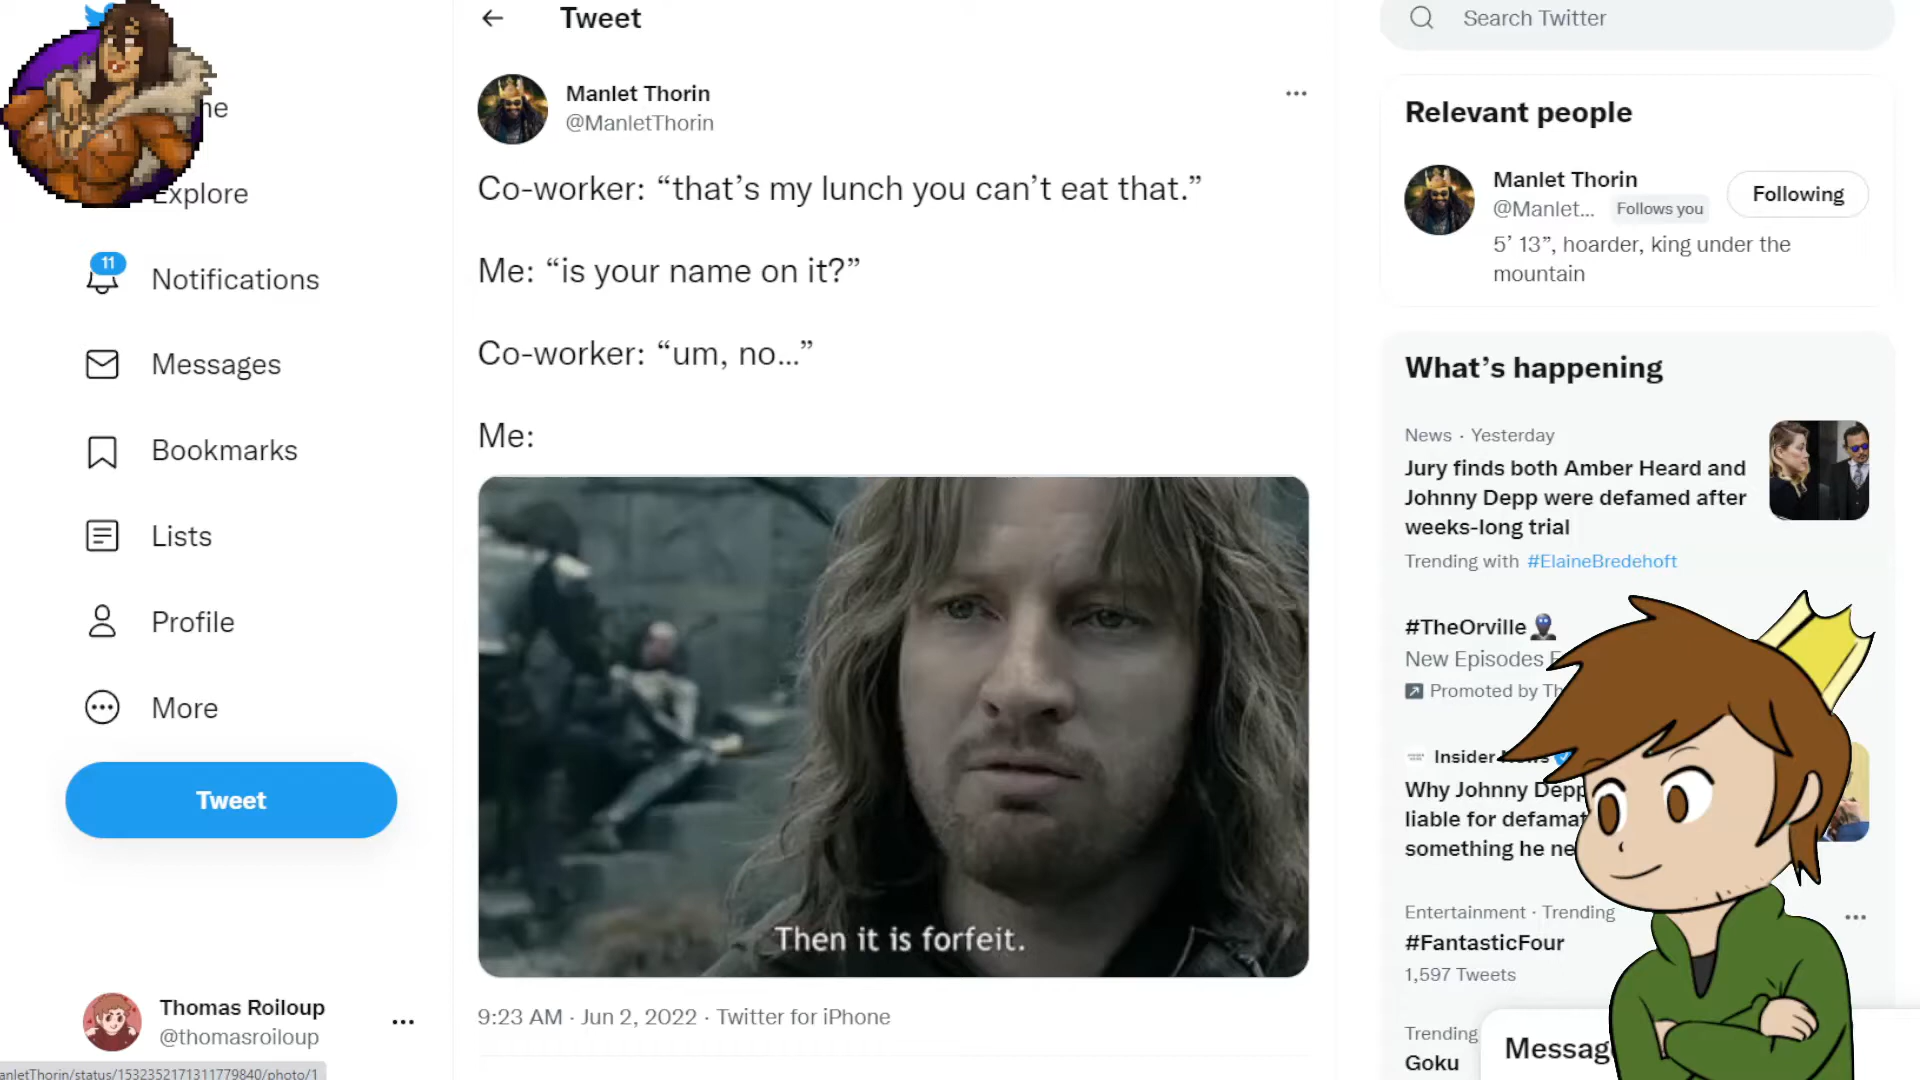 Tweet
Search Twitter
Manlet Thorin
@ManletThorin
Co-worker: “that’s my lunch you can’t eat that.”
Me: “is your name on it?”
Co-worker: “um, no...”
Me:
Then it is forfeit.
9:23 AM · Jun 2, 2022 · Twitter for iPhone
Explore
11
Notifications
Messages
Bookmarks
Lists
Profile
More
Tweet
Thomas Roiloup
@thomasroiloup
anletThorin/status/1532352171311779840/photo/1
Relevant people
Manlet Thorin
@Manlet... Follows you
Following
5’ 13”, hoarder, king under the
mountain
What’s happening
News · Yesterday
Jury finds both Amber Heard and
Johnny Depp were defamed after
weeks-long trial
Trending with #ElaineBredehoft
#TheOrville
New Episodes
Promoted by
Insider
Why Johnny Depp
liable for
something he
Entertainment · Trending
#FantasticFour
1,597 Tweets
Trending
Goku